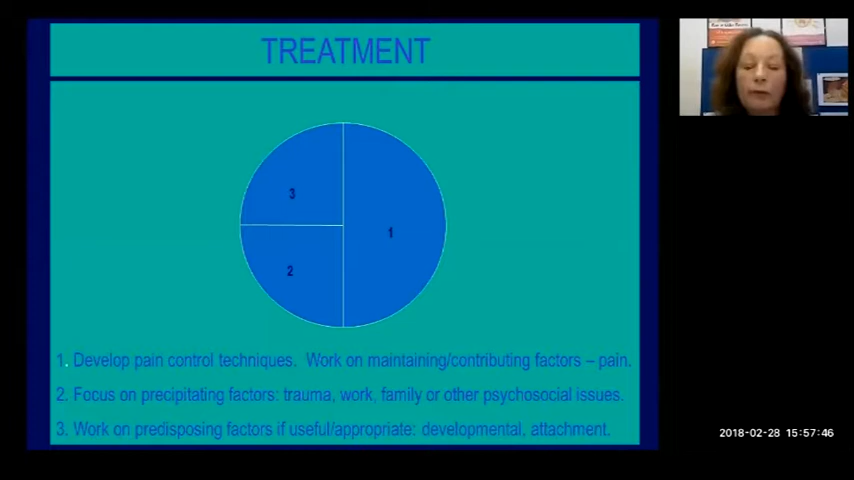 TREATMENT
3
1
2
1. Develop pain control techniques. Work on maintaining/contributing factors – pain.
2. Focus on precipitating factors: trauma, work, family or other psychosocial issues.
3. Work on predisposing factors if useful/appropriate: developmental, attachment.
2018-02-28 15:57:46